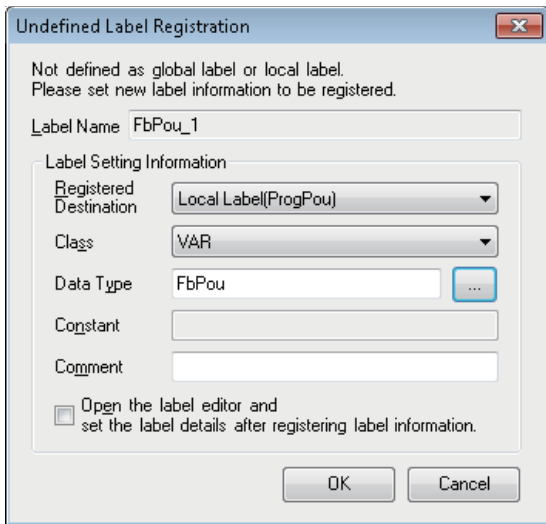 Undefined Label Registration
Not defined as global label or local label.
Please set new label information to be registered.
Label Name FbPou_1
Label Setting Information
Registered
Destination Local Label(ProgPou)
Class VAR
Data Type FbPou ...
Constant
Comment
Open the label editor and
set the label details after registering label information.
OK Cancel